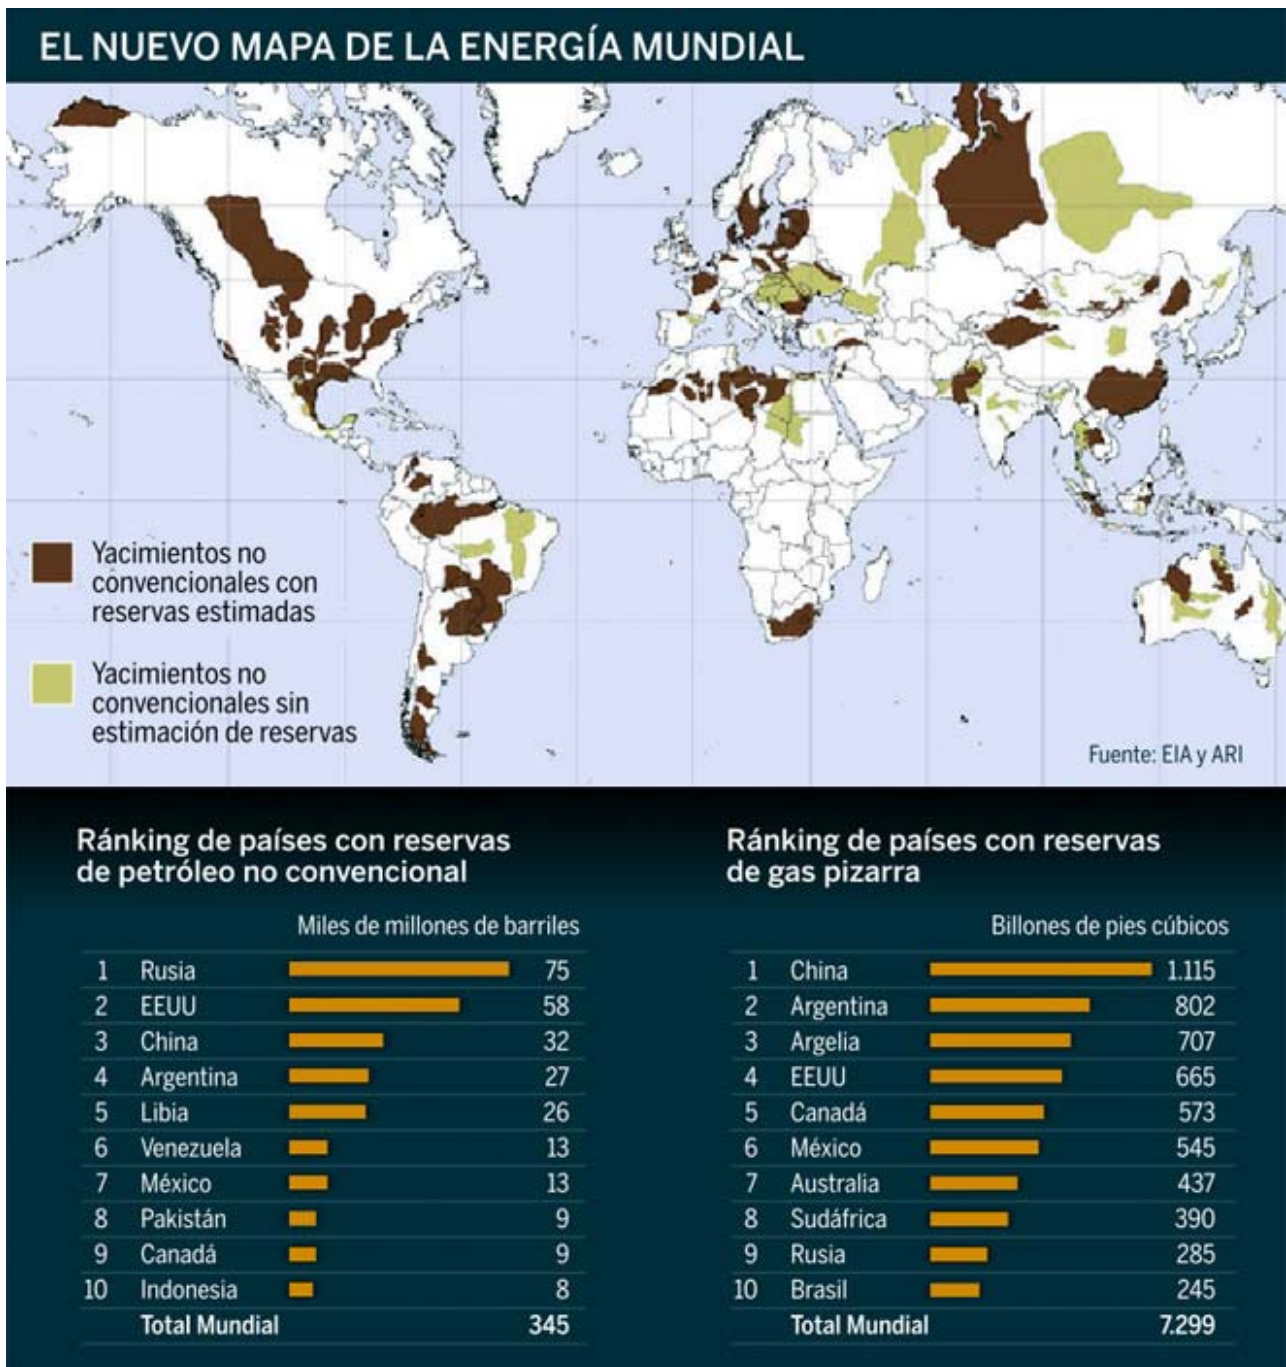 EL NUEVO MAPA DE LA ENERGÍA MUNDIAL
Yacimientos no
convencionales con
reservas estimadas
Yacimientos no
convencionales sin
estimación de reservas
Fuente: EIA y ARI
Ránking de países con reservas
de petróleo no convencional
Miles de millones de barriles
1 Rusia 75
2 EEUU 58
3 China 32
4 Argentina 27
5 Libia 26
6 Venezuela 13
7 México 13
8 Pakistán 9
9 Canadá 9
10 Indonesia 8
Total Mundial 345
Ránking de países con reservas
de gas pizarra
Billones de pies cúbicos
1 China 1.115
2 Argentina 802
3 Argelia 707
4 EEUU 665
5 Canadá 573
6 México 545
7 Australia 437
8 Sudáfrica 390
9 Rusia 285
10 Brasil 245
Total Mundial 7.299